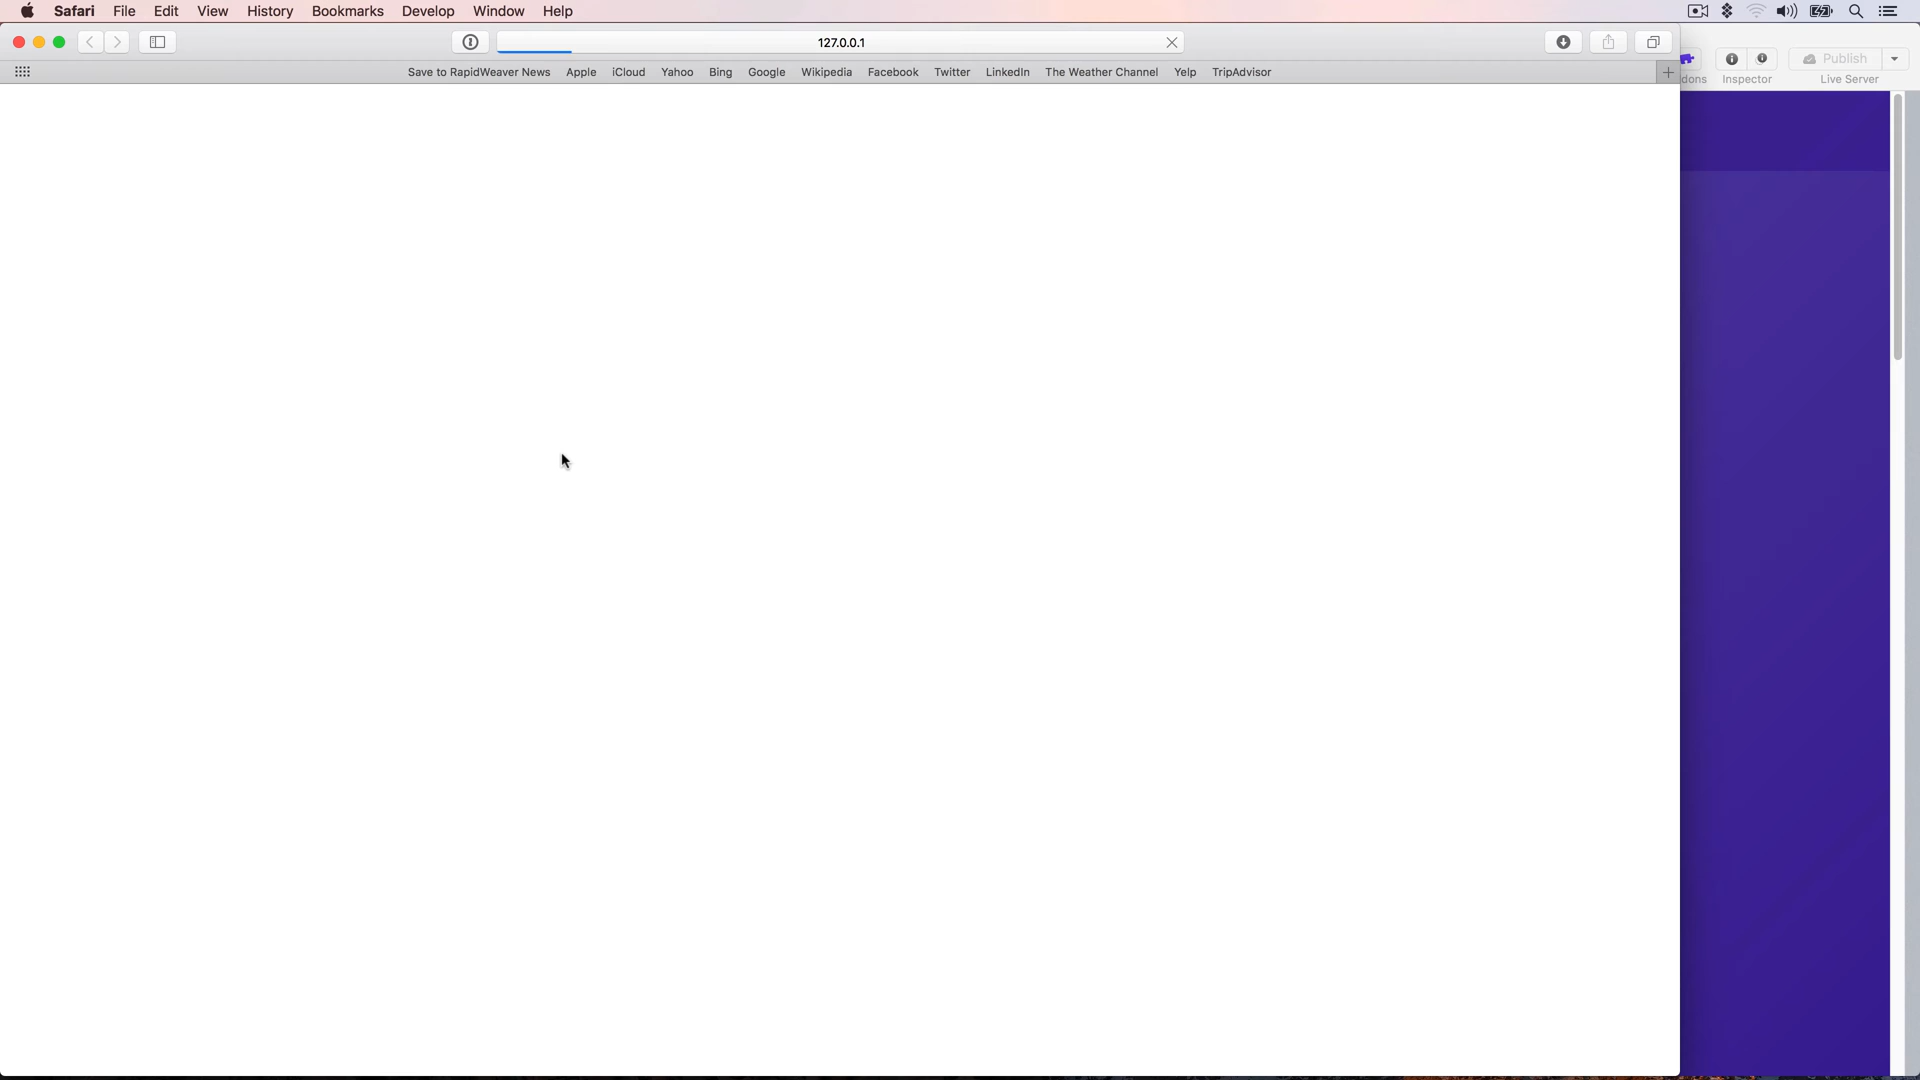 Safari File Edit View History Bookmarks Develop Window Help
127.0.0.1
Publish
Save to RapidWeaver News Apple iCloud Yahoo Bing Google Wikipedia Facebook Twitter LinkedIn The Weather Channel Yelp TripAdvisor
dons Inspector Live Server